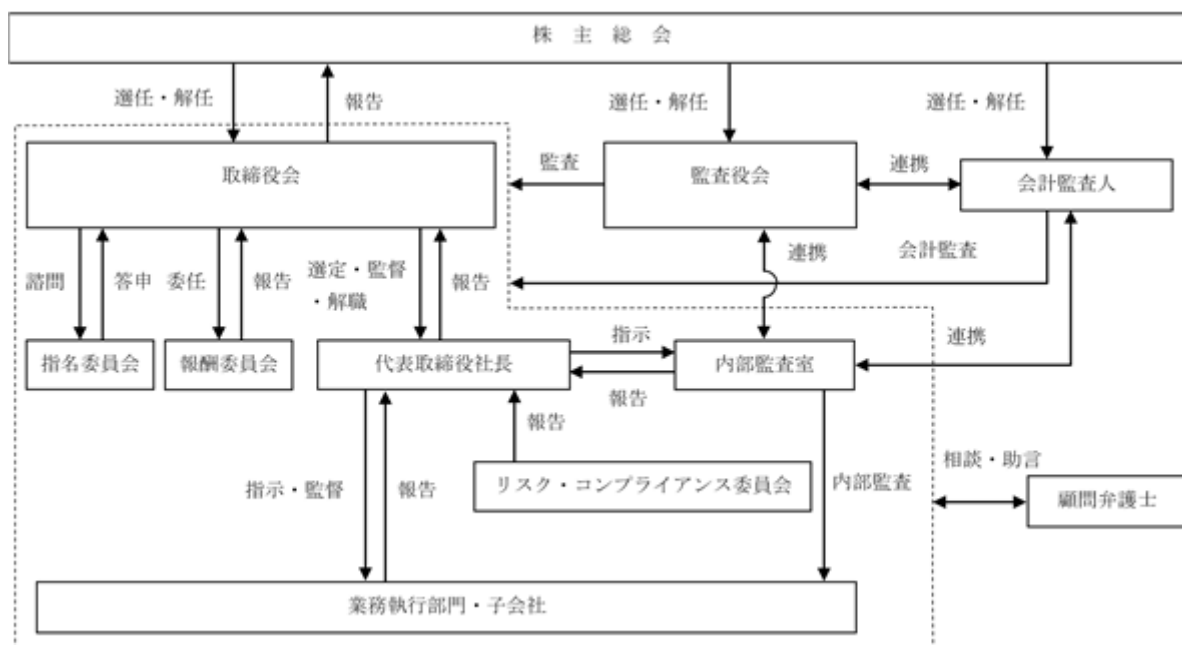 株 主 総 会
選任・解任
報告
選任・解任
選任・解任
取締役会
監査
監査役会
連携
会計監査人
諮問
答申
委任
報告
選定・監督
・解職
報告
連携
会計監査
指名委員会
報酬委員会
代表取締役社長
指示
報告
内部監査室
連携
報告
指示・監督
報告
リスク・コンプライアンス委員会
内部監査
相談・助言
顧問弁護士
業務執行部門・子会社